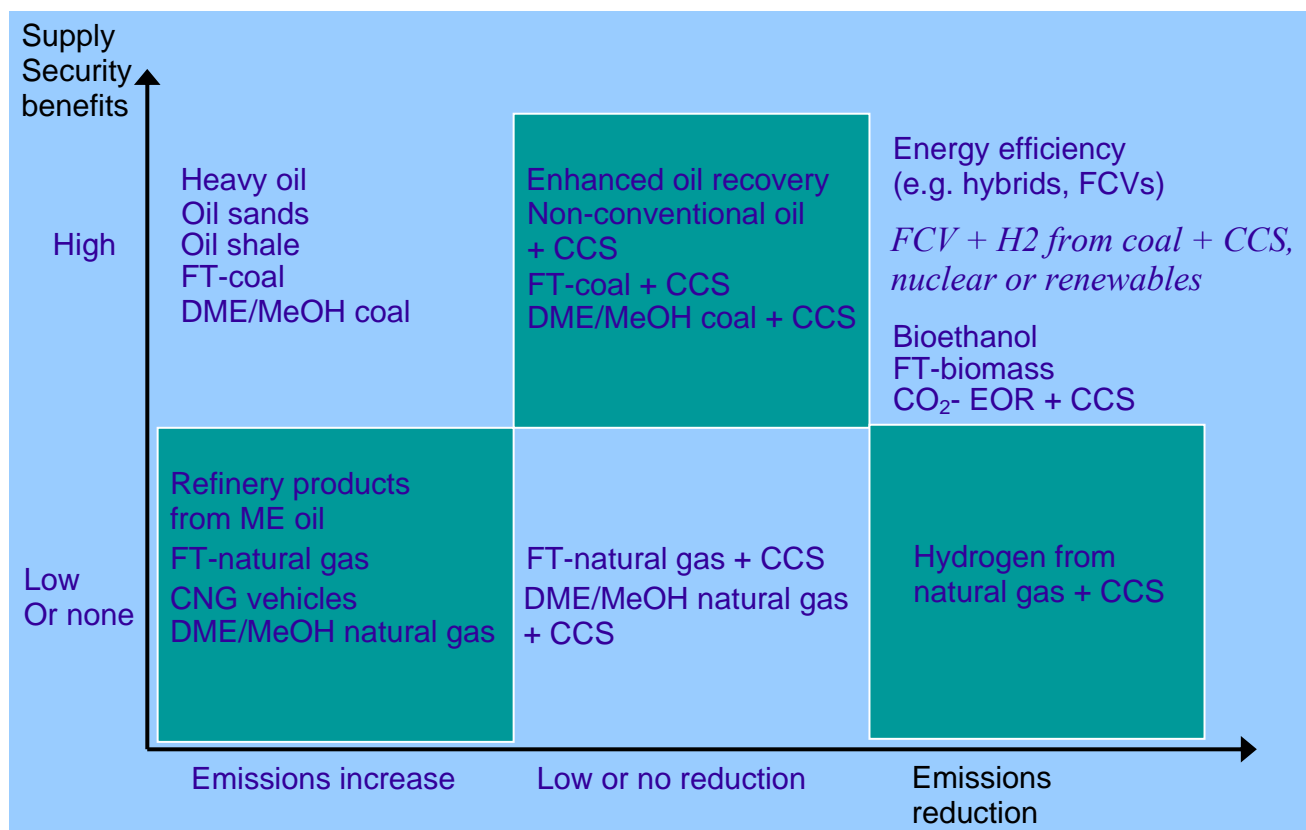 Supply
Security
benefits
High
Heavy oil
Oil sands
Oil shale
FT-coal
DME/MeOH coal
Enhanced oil recovery
Non-conventional oil
+ CCS
FT-coal + CCS
DME/MeOH coal + CCS
Energy efficiency
(e.g. hybrids, FCVs)
FCV + H2 from coal + CCS,
nuclear or renewables
Bioethanol
FT-biomass
CO₂- EOR + CCS
Low
Or none
Refinery products
from ME oil
FT-natural gas
CNG vehicles
DME/MeOH natural gas
FT-natural gas + CCS
DME/MeOH natural gas
+ CCS
Hydrogen from
natural gas + CCS
Emissions increase
Low or no reduction
Emissions
reduction